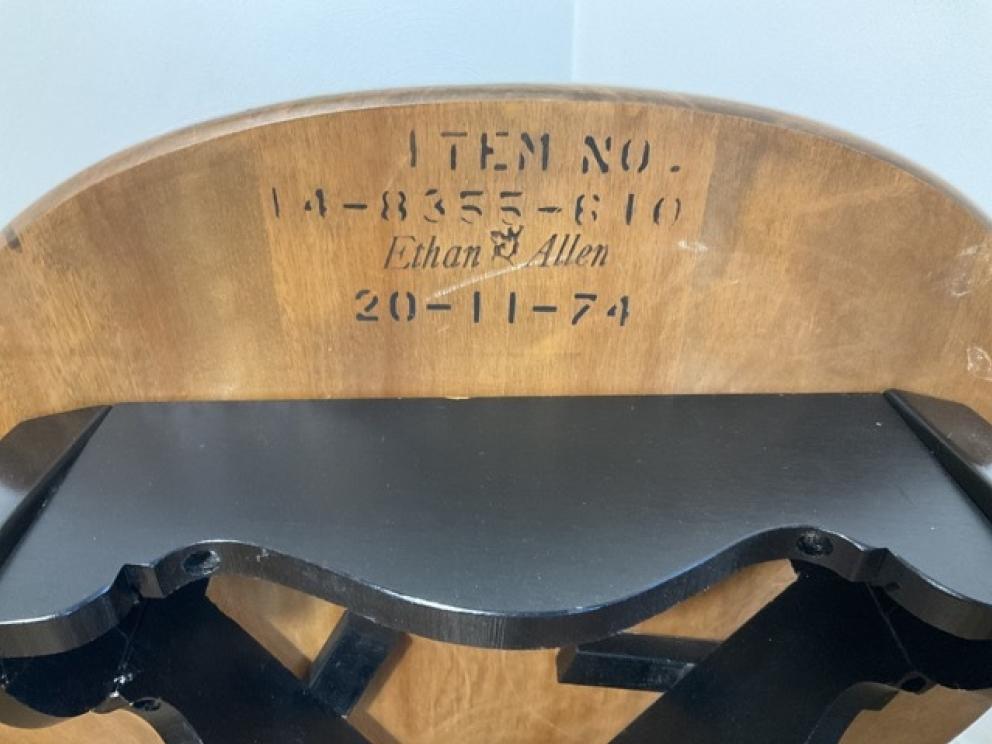 ITEM NO.
14-8355-610
Ethan Allen
20-11-74